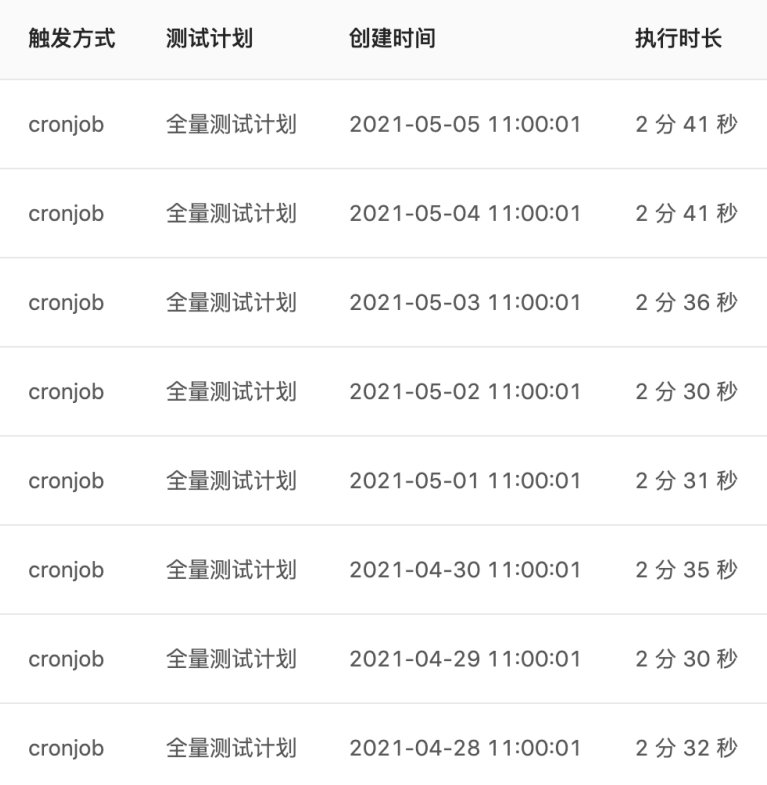 触发方式 测试计划 创建时间 执行时长
cronjob 全量测试计划 2021-05-05 11:00:01 2 分 41 秒
cronjob 全量测试计划 2021-05-04 11:00:01 2 分 41 秒
cronjob 全量测试计划 2021-05-03 11:00:01 2 分 36 秒
cronjob 全量测试计划 2021-05-02 11:00:01 2 分 30 秒
cronjob 全量测试计划 2021-05-01 11:00:01 2 分 31 秒
cronjob 全量测试计划 2021-04-30 11:00:01 2 分 35 秒
cronjob 全量测试计划 2021-04-29 11:00:01 2 分 30 秒
cronjob 全量测试计划 2021-04-28 11:00:01 2 分 32 秒